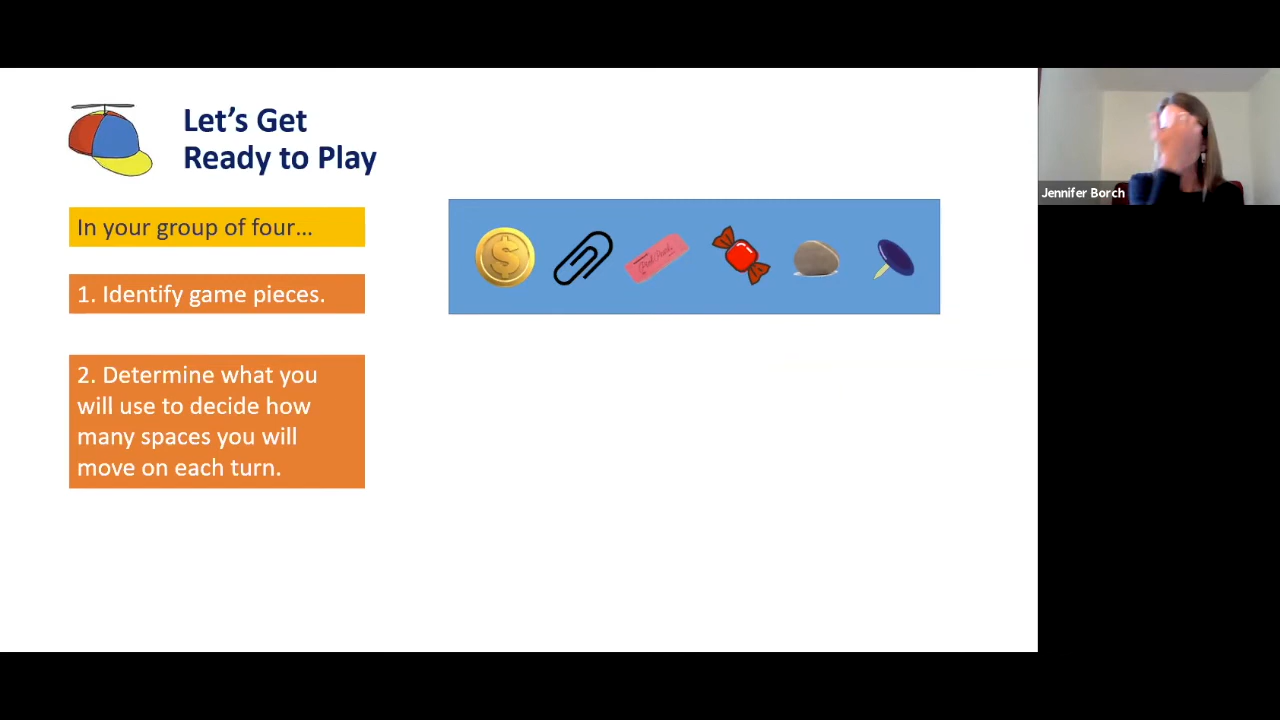 Let's Get
Ready to Play
In your group of four...
1. Identify game pieces.
2. Determine what you
will use to decide how
many spaces you will
move on each turn.
Jennifer Borch